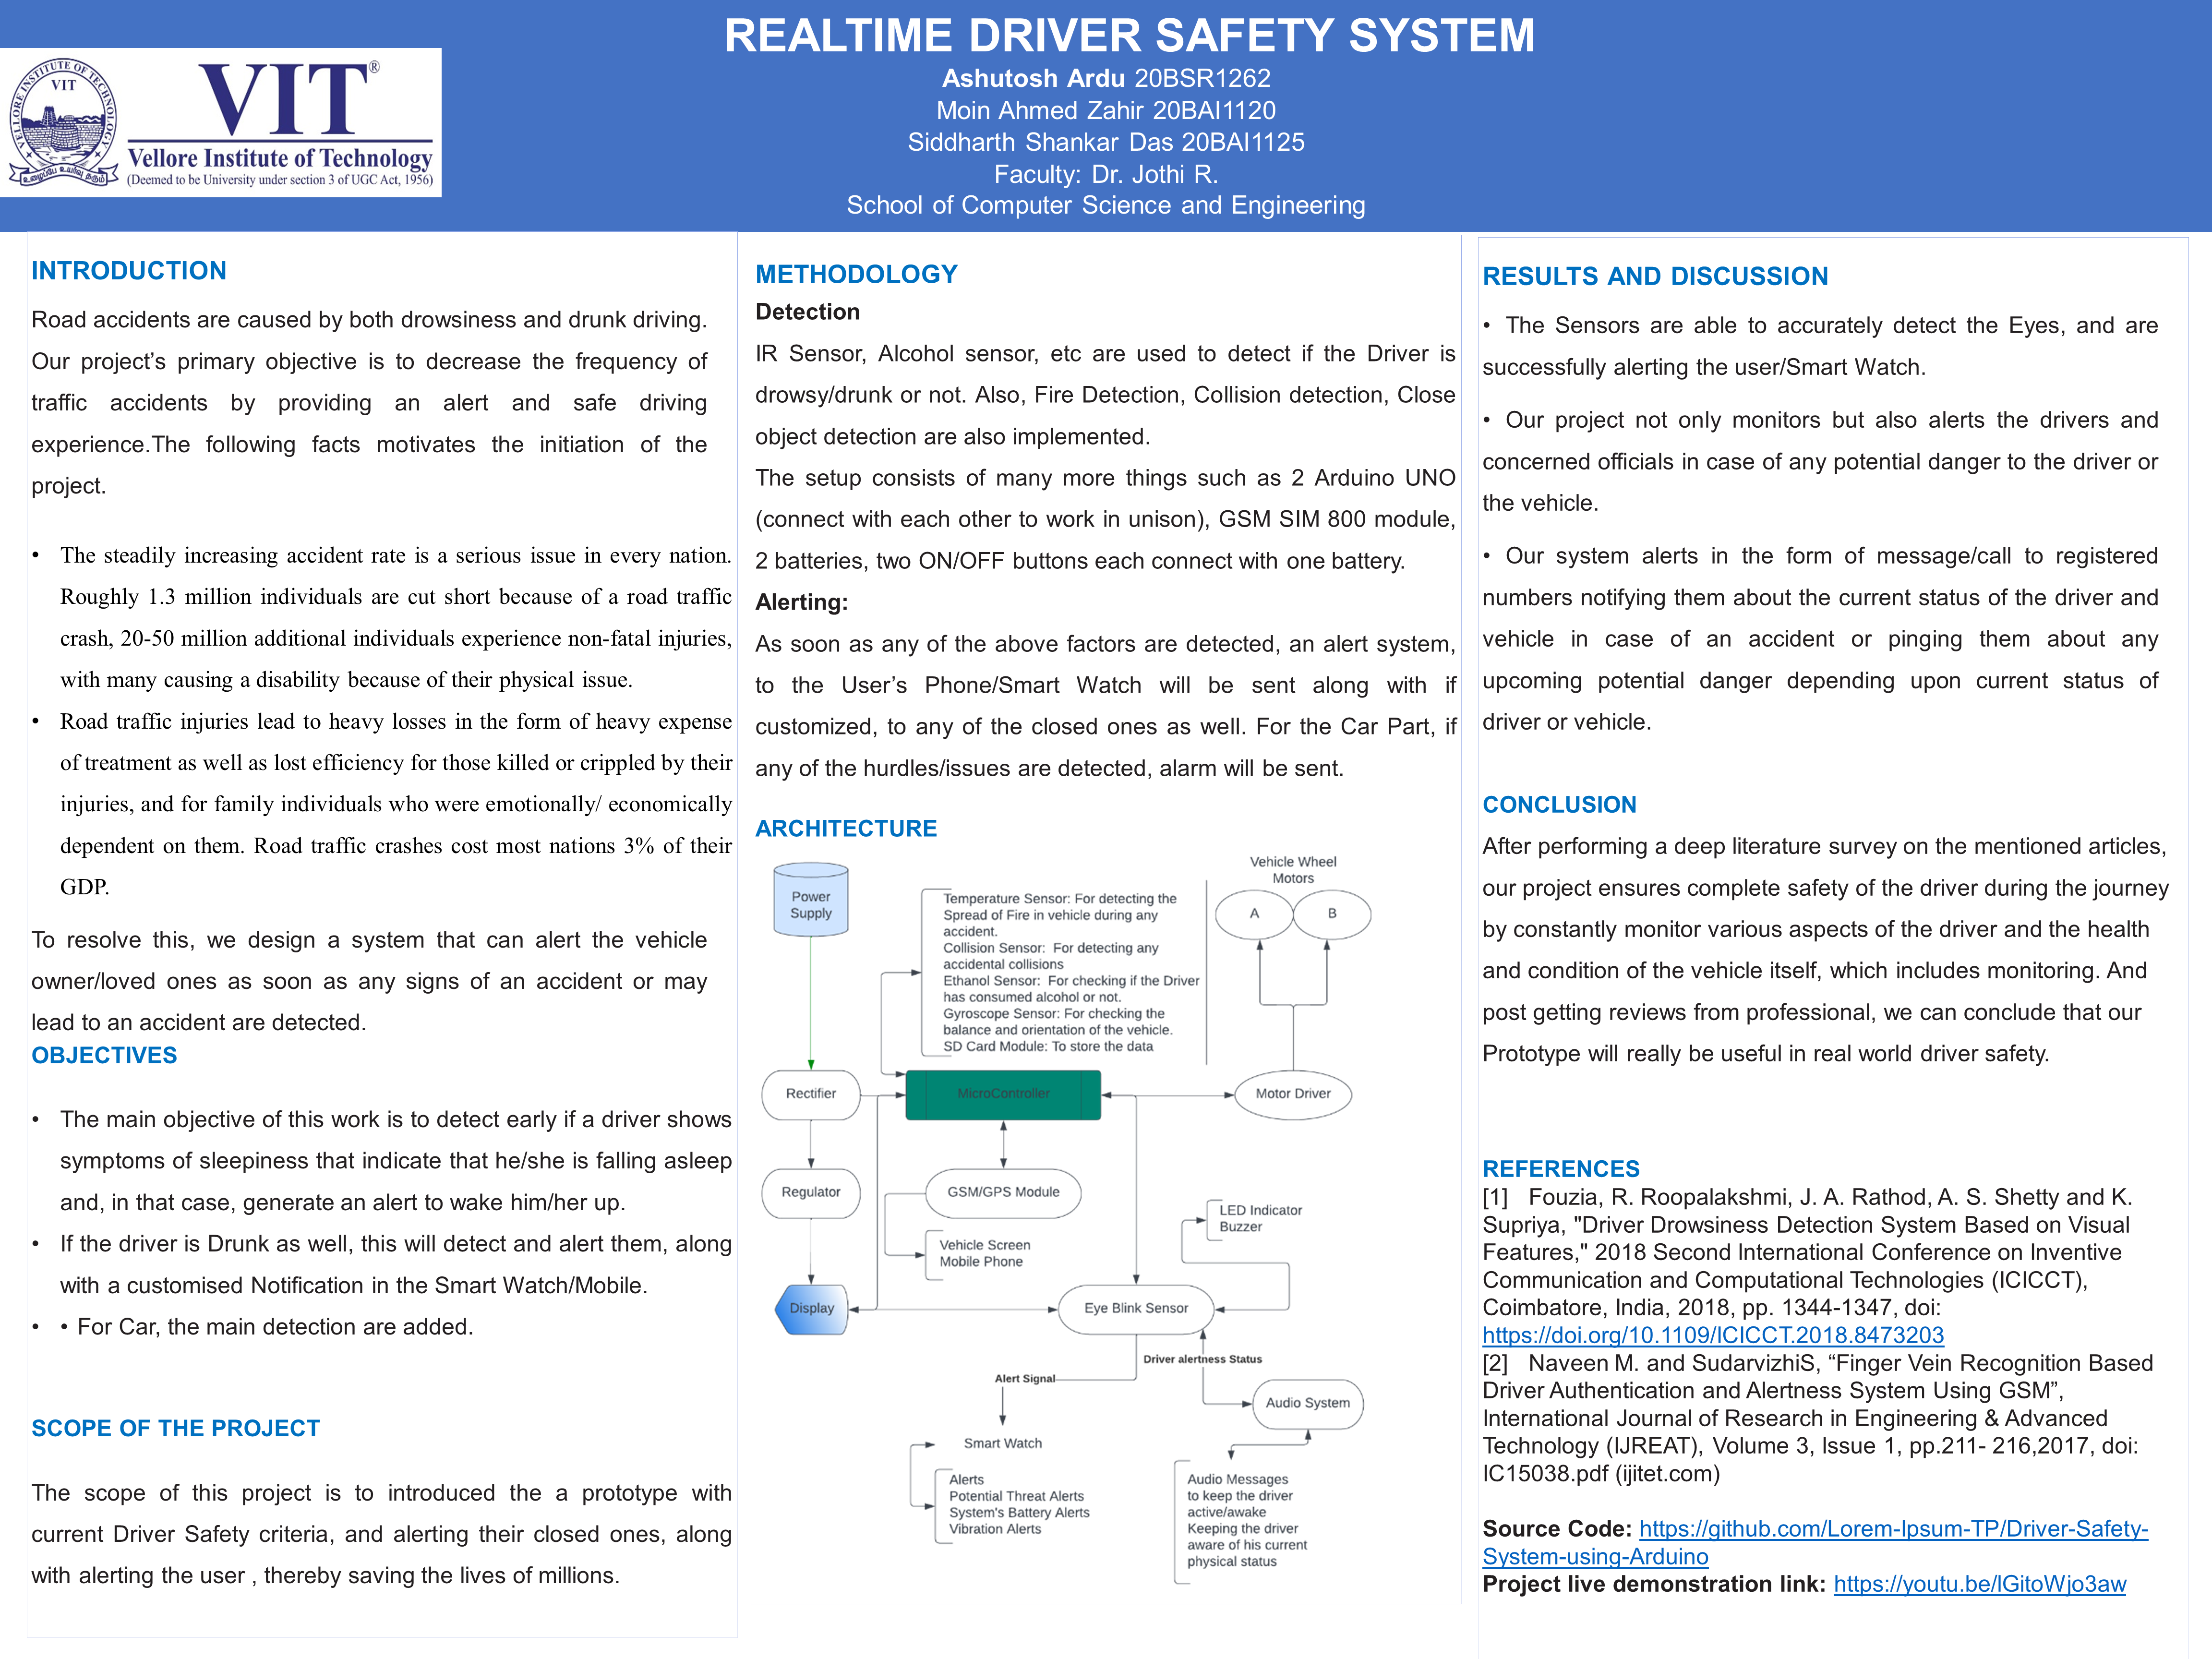 REALTIME DRIVER SAFETY SYSTEM
Ashutosh Ardu 20BSR1262
Moin Ahmed Zahir 20BAI1120
Siddharth Shankar Das 20BAI1125
Faculty: Dr. Jothi R.
School of Computer Science and Engineering
VELLORE INSTITUTE OF TECHNOLOGY
VIT
VIT®
Vellore Institute of Technology
(Deemed to be University under section 3 of UGC Act, 1956)
INTRODUCTION
Road accidents are caused by both drowsiness and drunk driving.
Our project’s primary objective is to decrease the frequency of
traffic accidents by providing an alert and safe driving
experience.The following facts motivates the initiation of the
project.
• The steadily increasing accident rate is a serious issue in every nation.
Roughly 1.3 million individuals are cut short because of a road traffic
crash, 20-50 million additional individuals experience non-fatal injuries,
with many causing a disability because of their physical issue.
• Road traffic injuries lead to heavy losses in the form of heavy expense
of treatment as well as lost efficiency for those killed or crippled by their
injuries, and for family individuals who were emotionally/ economically
dependent on them. Road traffic crashes cost most nations 3% of their
GDP.
To resolve this, we design a system that can alert the vehicle
owner/loved ones as soon as any signs of an accident or may
lead to an accident are detected.
OBJECTIVES
• The main objective of this work is to detect early if a driver shows
symptoms of sleepiness that indicate that he/she is falling asleep
and, in that case, generate an alert to wake him/her up.
• If the driver is Drunk as well, this will detect and alert them, along
with a customised Notification in the Smart Watch/Mobile.
• • For Car, the main detection are added.
SCOPE OF THE PROJECT
The scope of this project is to introduced the a prototype with
current Driver Safety criteria, and alerting their closed ones, along
with alerting the user , thereby saving the lives of millions.
METHODOLOGY
Detection
IR Sensor, Alcohol sensor, etc are used to detect if the Driver is
drowsy/drunk or not. Also, Fire Detection, Collision detection, Close
object detection are also implemented.
The setup consists of many more things such as 2 Arduino UNO
(connect with each other to work in unison), GSM SIM 800 module,
2 batteries, two ON/OFF buttons each connect with one battery.
Alerting:
As soon as any of the above factors are detected, an alert system,
to the User’s Phone/Smart Watch will be sent along with if
customized, to any of the closed ones as well. For the Car Part, if
any of the hurdles/issues are detected, alarm will be sent.
ARCHITECTURE
Power
Supply
Temperature Sensor: For detecting the
Spread of Fire in vehicle during any
accident.
Collision Sensor: For detecting any
accidental collisions
Ethanol Sensor: For checking if the Driver
has consumed alcohol or not.
Gyroscope Sensor: For checking the
balance and orientation of the vehicle.
SD Card Module: To store the data
Vehicle Wheel
Motors
A
B
Rectifier
MicroController
Motor Driver
Regulator
GSM/GPS Module
LED Indicator
Buzzer
Vehicle Screen
Mobile Phone
Display
Eye Blink Sensor
Driver alertness Status
Alert Signal
Audio System
Smart Watch
Alerts
Potential Threat Alerts
System's Battery Alerts
Vibration Alerts
Audio Messages
to keep the driver
active/awake
Keeping the driver
aware of his current
physical status
RESULTS AND DISCUSSION
• The Sensors are able to accurately detect the Eyes, and are
successfully alerting the user/Smart Watch.
• Our project not only monitors but also alerts the drivers and
concerned officials in case of any potential danger to the driver or
the vehicle.
• Our system alerts in the form of message/call to registered
numbers notifying them about the current status of the driver and
vehicle in case of an accident or pinging them about any
upcoming potential danger depending upon current status of
driver or vehicle.
CONCLUSION
After performing a deep literature survey on the mentioned articles,
our project ensures complete safety of the driver during the journey
by constantly monitor various aspects of the driver and the health
and condition of the vehicle itself, which includes monitoring. And
post getting reviews from professional, we can conclude that our
Prototype will really be useful in real world driver safety.
REFERENCES
[1] Fouzia, R. Roopalakshmi, J. A. Rathod, A. S. Shetty and K.
Supriya, "Driver Drowsiness Detection System Based on Visual
Features," 2018 Second International Conference on Inventive
Communication and Computational Technologies (ICICCT),
Coimbatore, India, 2018, pp. 1344-1347, doi:
https://doi.org/10.1109/ICICCT.2018.8473203
[2] Naveen M. and SudarvizhiS, “Finger Vein Recognition Based
Driver Authentication and Alertness System Using GSM”,
International Journal of Research in Engineering & Advanced
Technology (IJREAT), Volume 3, Issue 1, pp.211- 216,2017, doi:
IC15038.pdf (ijitet.com)
Source Code: https://github.com/Lorem-Ipsum-TP/Driver-Safety-
System-using-Arduino
Project live demonstration link: https://youtu.be/lGitoWjo3aw